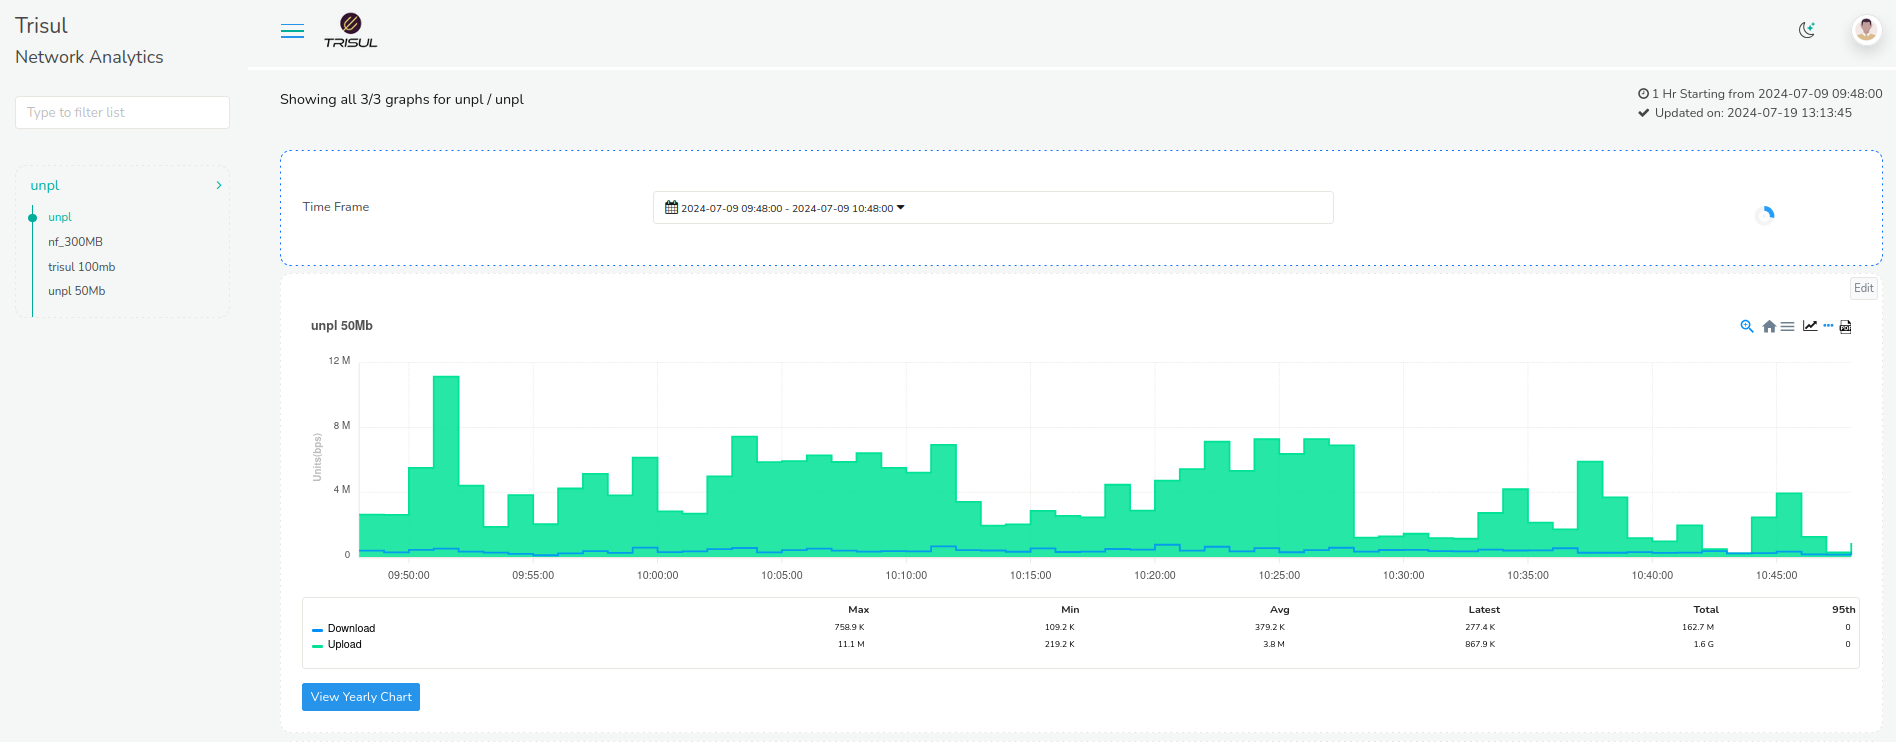 Trisul
Network Analytics
Type to filter list
unpl
unpl
nf_300MB
trisul 100mb
unpl 50Mb
TRISUL
Showing all 3/3 graphs for unpl / unpl
1 Hr Starting from 2024-07-09 09:48:00
Updated on: 2024-07-19 13:13:45
Time Frame
2024-07-09 09:48:00 - 2024-07-09 10:48:00
Edit
unpl 50Mb
PDF
Units(bps)
12 M
8 M
4 M
0
09:50:00 09:55:00 10:00:00 10:05:00 10:10:00 10:15:00 10:20:00 10:25:00 10:30:00 10:35:00 10:40:00 10:45:00
Max Min Avg Latest Total 95th
Download 758.9 K 109.2 K 379.2 K 277.4 K 162.7 M 0
Upload 11.1 M 219.2 K 3.8 M 867.9 K 1.6 G 0
View Yearly Chart